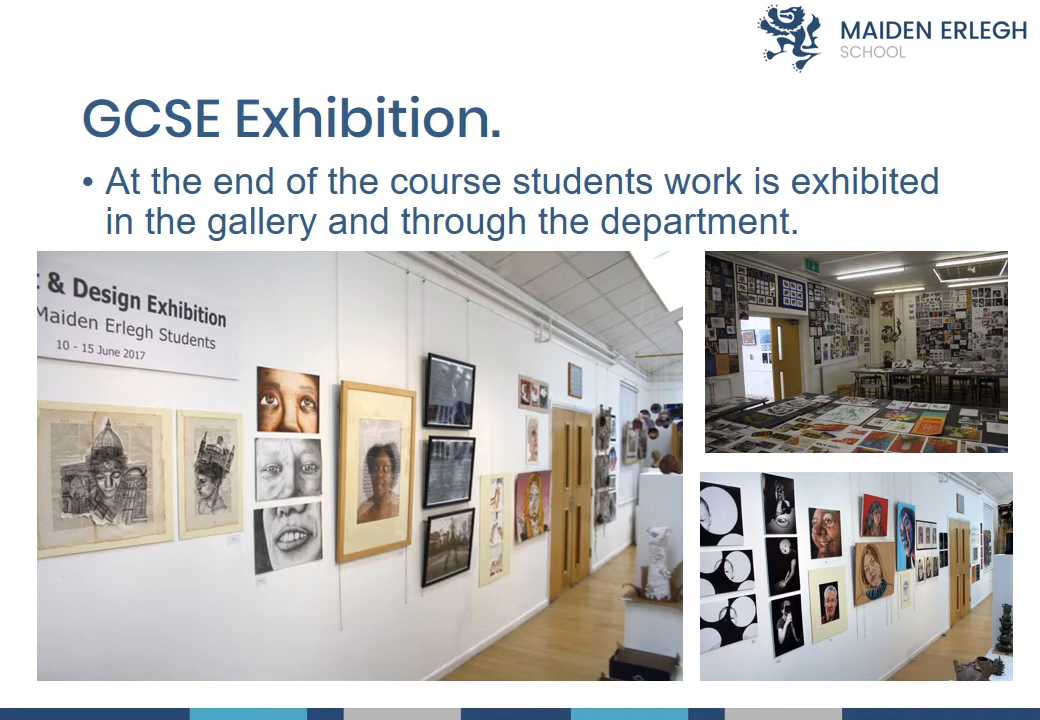 MAIDEN ERLEGH
SCHOOL
GCSE Exhibition.
• At the end of the course students work is exhibited
in the gallery and through the department.
& Design Exhibition
Maiden Erlegh Students
10 - 15 June 2017